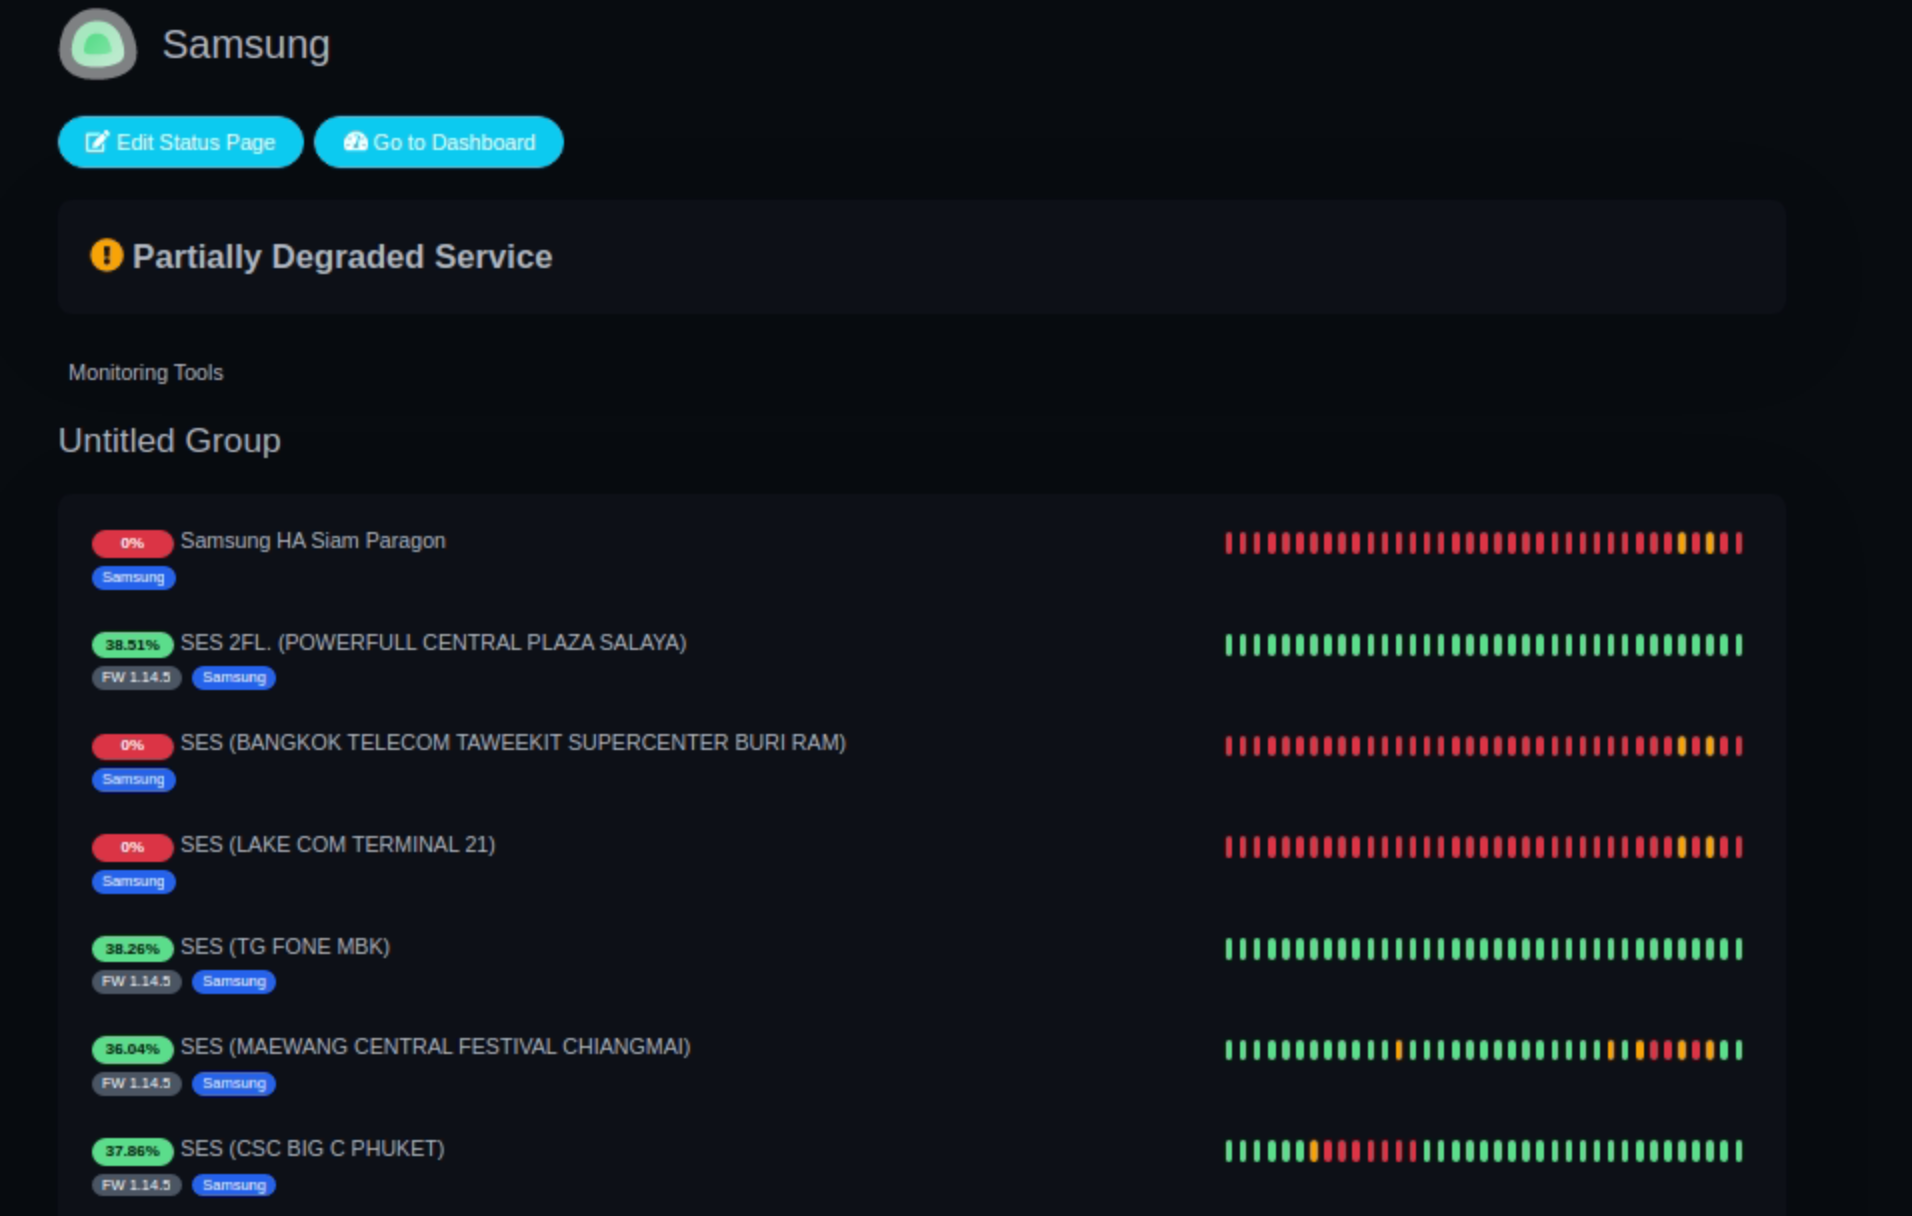 Samsung
Edit Status Page
Go to Dashboard
Partially Degraded Service
Monitoring Tools
Untitled Group
0% Samsung HA Siam Paragon
Samsung
38.51% SES 2FL. (POWERFULL CENTRAL PLAZA SALAYA)
FW 1.14.5 Samsung
0% SES (BANGKOK TELECOM TAWEEKIT SUPERCENTER BURI RAM)
Samsung
0% SES (LAKE COM TERMINAL 21)
Samsung
38.26% SES (TG FONE MBK)
FW 1.14.5 Samsung
36.04% SES (MAEWANG CENTRAL FESTIVAL CHIANGMAI)
FW 1.14.5 Samsung
37.86% SES (CSC BIG C PHUKET)
FW 1.14.5 Samsung